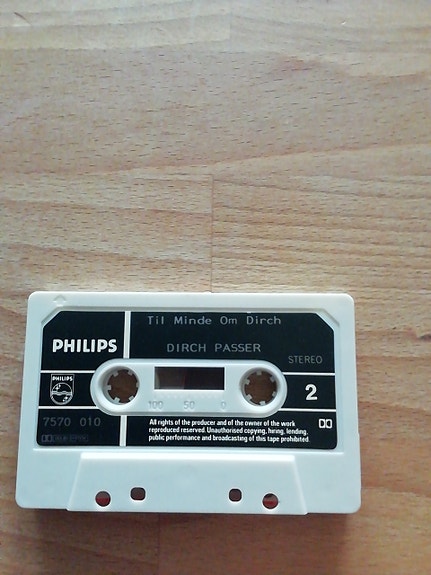 Til Minde Om Dirch
PHILIPS
DIRCH PASSER
STEREO
PHILIPS
2
100 50 0
7570 010
All rights of the producer and of the owner of the work
reproduced reserved. Unauthorised copying, hiring, lending,
public performance and broadcasting of this tape prohibited.